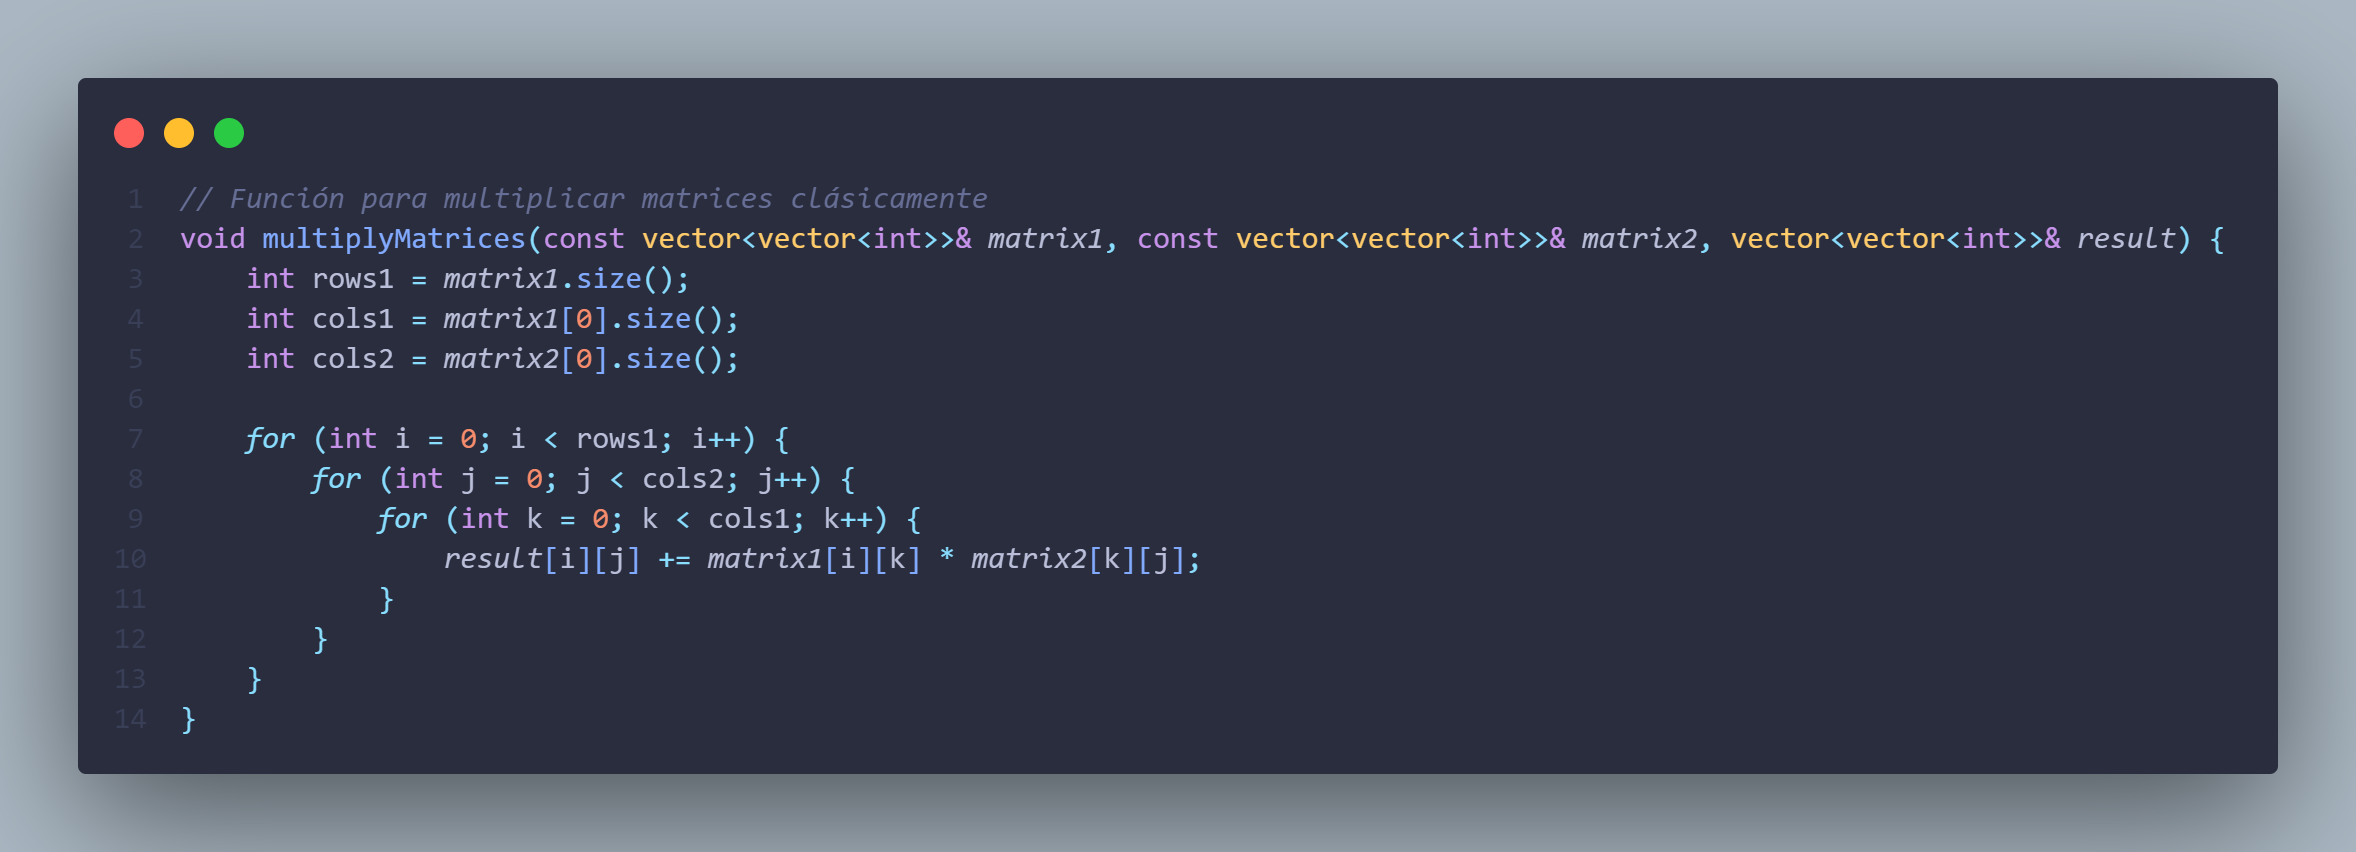 1 // Función para multiplicar matrices clásicamente
2 void multiplyMatrices(const vector<vector<int>>& matrix1, const vector<vector<int>>& matrix2, vector<vector<int>>& result) {
3     int rows1 = matrix1.size();
4     int cols1 = matrix1[0].size();
5     int cols2 = matrix2[0].size();
6
7     for (int i = 0; i < rows1; i++) {
8         for (int j = 0; j < cols2; j++) {
9             for (int k = 0; k < cols1; k++) {
10                 result[i][j] += matrix1[i][k] * matrix2[k][j];
11             }
12         }
13     }
14 }